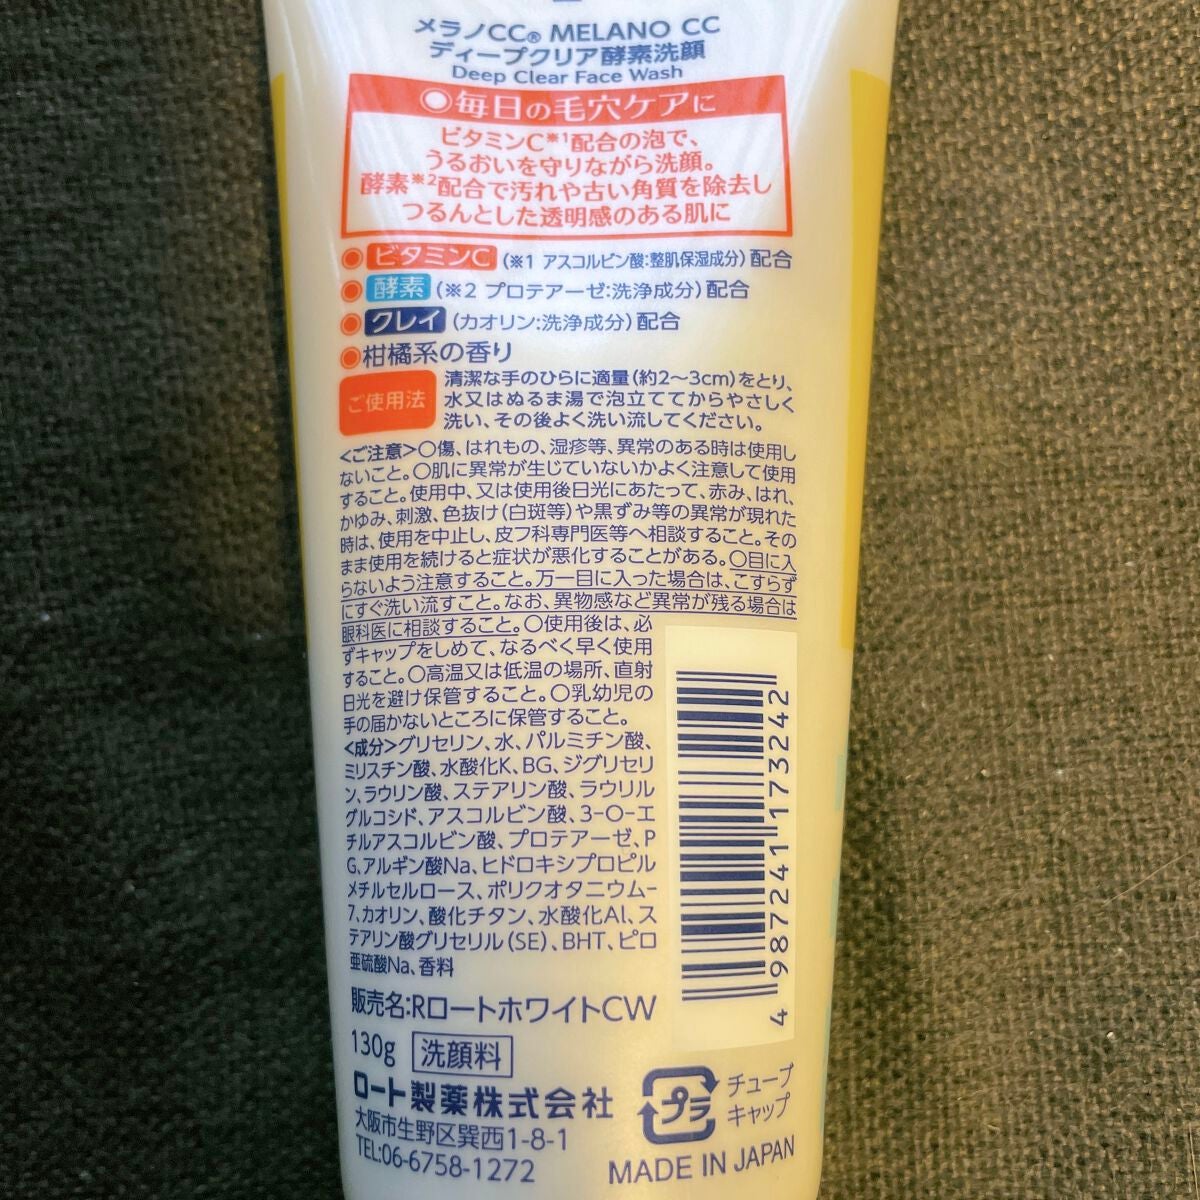 メラノCC® MELANO CC
ディープクリア酵素洗顔
Deep Clear Face Wash
毎日の毛穴ケアに
ビタミンC※1配合の泡で、
うるおいを守りながら洗顔。
酵素※2配合で汚れや古い角質を除去し
つるんとした透明感のある肌に
ビタミンC (※1 アスコルビン酸:整肌保湿成分)配合
酵素 (※2 プロテアーゼ:洗浄成分)配合
クレイ (カオリン:洗浄成分)配合
柑橘系の香り
ご使用法
清潔な手のひらに適量(約2〜3cm)をとり、
水又はぬるま湯で泡立ててからやさしく
洗い、その後よく洗い流してください。
<ご注意>○傷、はれもの、湿疹等、異常のある時は使用し
ないこと。○肌に異常が生じていないかよく注意して使用
すること。使用中、又は使用後日光にあたって、赤み、はれ、
かゆみ、刺激、色抜け(白斑等)や黒ずみ等の異常が現れた
時は、使用を中止し、皮フ科専門医等へ相談すること。その
まま使用を続けると症状が悪化することがある。○目に入
らないよう注意すること。万一目に入った場合は、こすらず
にすぐ洗い流すこと。なお、異物感など異常が残る場合は
眼科医に相談すること。○使用後は、必
ずキャップをしめて、なるべく早く使用
すること。○高温又は低温の場所、直射
日光を避け保管すること。○乳幼児の
手の届かないところに保管すること。
<成分>グリセリン、水、パルミチン酸、
ミリスチン酸、水酸化K、BG、ジグリセリ
ン、ラウリン酸、ステアリン酸、ラウリル
グルコシド、アスコルビン酸、3-O-エ
チルアスコルビン酸、プロテアーゼ、P
G、アルギン酸Na、ヒドロキシプロピル
メチルセルロース、ポリクオタニウム-
7、カオリン、酸化チタン、水酸化Al、ス
テアリン酸グリセリル(SE)、BHT、ピロ
亜硫酸Na、香料
4 987241 173242
販売名:RロートホワイトCW
130g 洗顔料
ロート製薬株式会社
大阪市生野区巽西1-8-1
TEL:06-6758-1272
プラ
チューブ
キャップ
MADE IN JAPAN